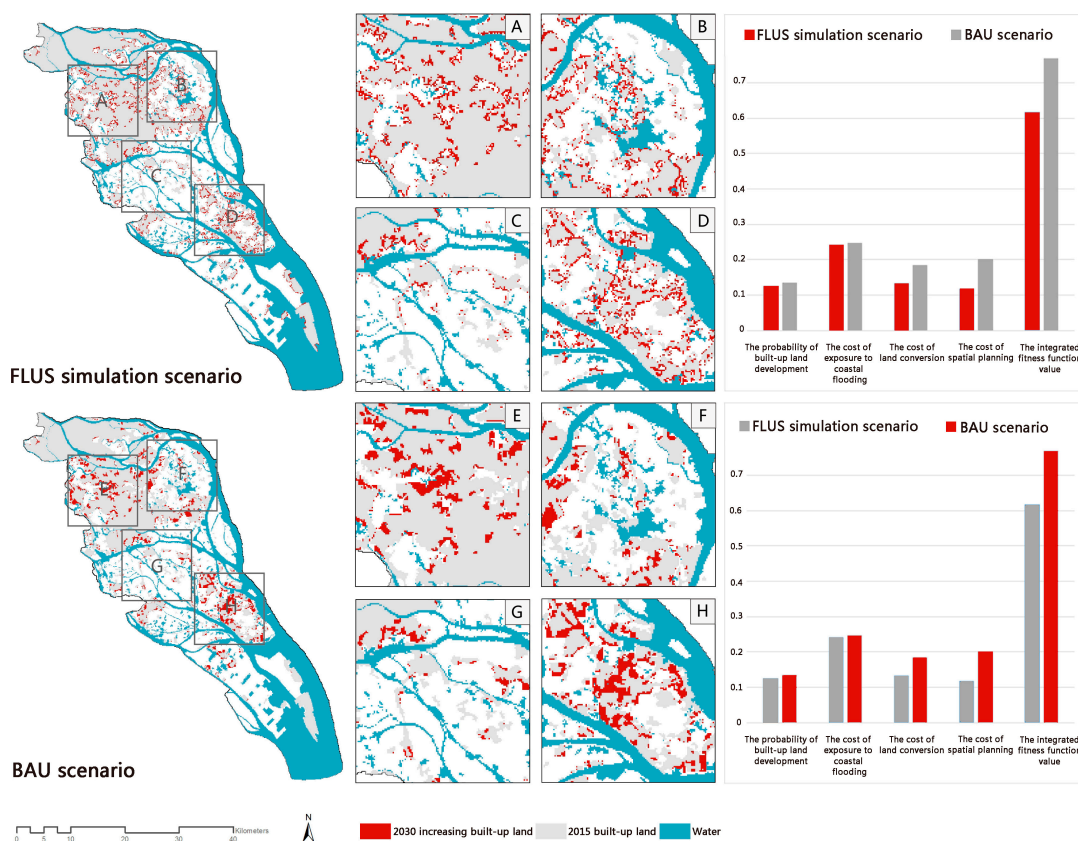 A
B
C
D
FLUS simulation scenario
A
B
C
D
FLUS simulation scenario
BAU scenario
0.7
0.6
0.5
0.4
0.3
0.2
0.1
0
The probability of
built-up land
development
The cost of
exposure to
coastal
flooding
The cost of
land conversion
The cost of
spatial planning
The integrated
fitness function
value
E
F
G
H
BAU scenario
E
F
G
H
FLUS simulation scenario
BAU scenario
0.7
0.6
0.5
0.4
0.3
0.2
0.1
0
The probability of
built-up land
development
The cost of
exposure to
coastal
flooding
The cost of
land conversion
The cost of
spatial planning
The integrated
fitness function
value
Kilometers
0 5 10 20 30 40
N
2030 increasing built-up land
2015 built-up land
Water